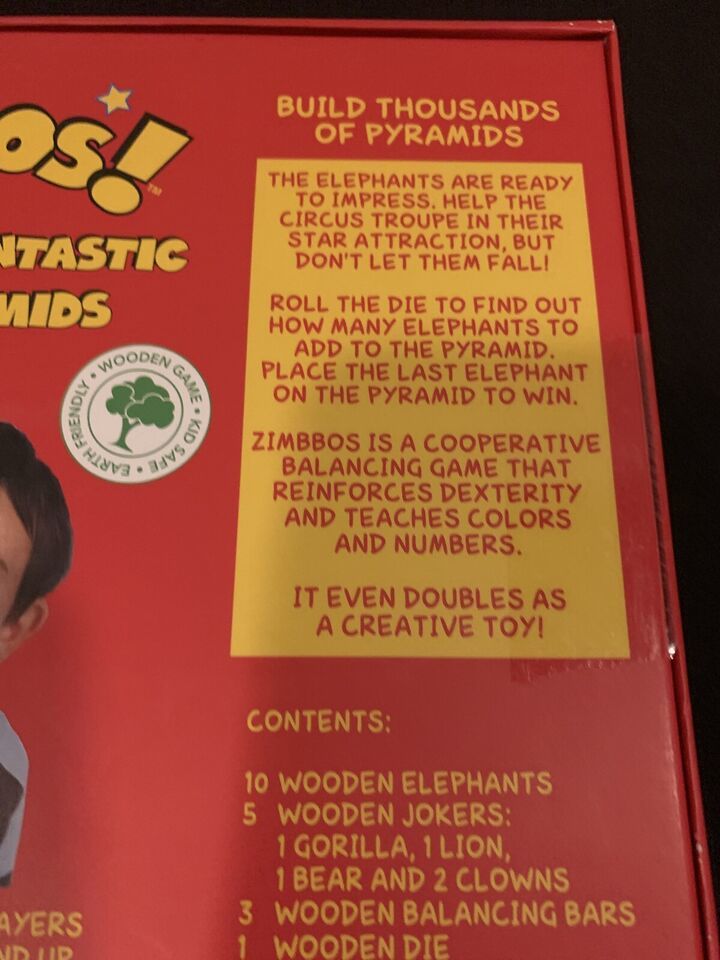 OS!
TM
NTASTIC
MIDS
EARTH FRIENDLY • WOODEN GAME • KID SAFE •
AYERS
ND UP
BUILD THOUSANDS
OF PYRAMIDS
THE ELEPHANTS ARE READY
TO IMPRESS. HELP THE
CIRCUS TROUPE IN THEIR
STAR ATTRACTION, BUT
DON'T LET THEM FALL!
ROLL THE DIE TO FIND OUT
HOW MANY ELEPHANTS TO
ADD TO THE PYRAMID.
PLACE THE LAST ELEPHANT
ON THE PYRAMID TO WIN.
ZIMBBOS IS A COOPERATIVE
BALANCING GAME THAT
REINFORCES DEXTERITY
AND TEACHES COLORS
AND NUMBERS.
IT EVEN DOUBLES AS
A CREATIVE TOY!
CONTENTS:
10 WOODEN ELEPHANTS
5 WOODEN JOKERS:
1 GORILLA, 1 LION,
1 BEAR AND 2 CLOWNS
3 WOODEN BALANCING BARS
1 WOODEN DIE